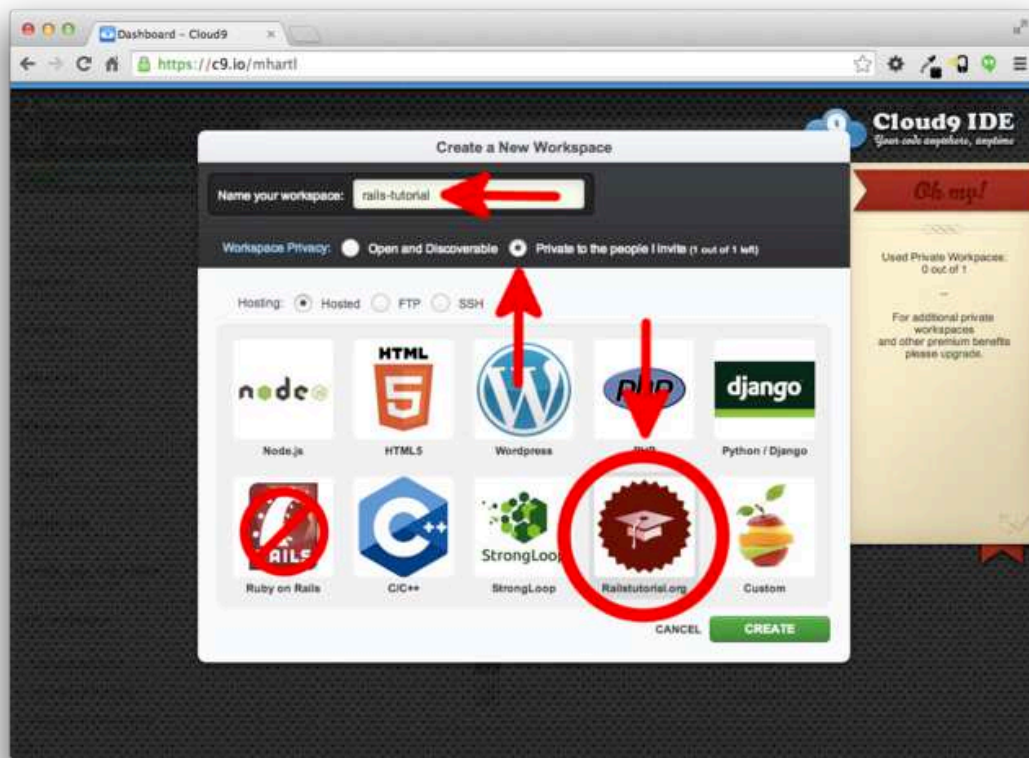 Dashboard – Cloud9
https://c9.io/mhartl
Cloud9 IDE
Your code anywhere, anytime
Create a New Workspace
Name your workspace: rails-tutorial
Workspace Privacy: Open and Discoverable Private to the people I invite (1 out of 1 left)
Oh my!
Used Private Workpaces:
0 out of 1
–
For additional private
workspaces
and other premium benefits
please upgrade.
Hosting: Hosted FTP SSH
node
HTML
5
W
php
django
Node.js HTML5 Wordpress PHP Python / Django
RAILS
C++
StrongLoop
Ruby on Rails C/C++ StrongLoop Railstutorial.org Custom
CANCEL CREATE